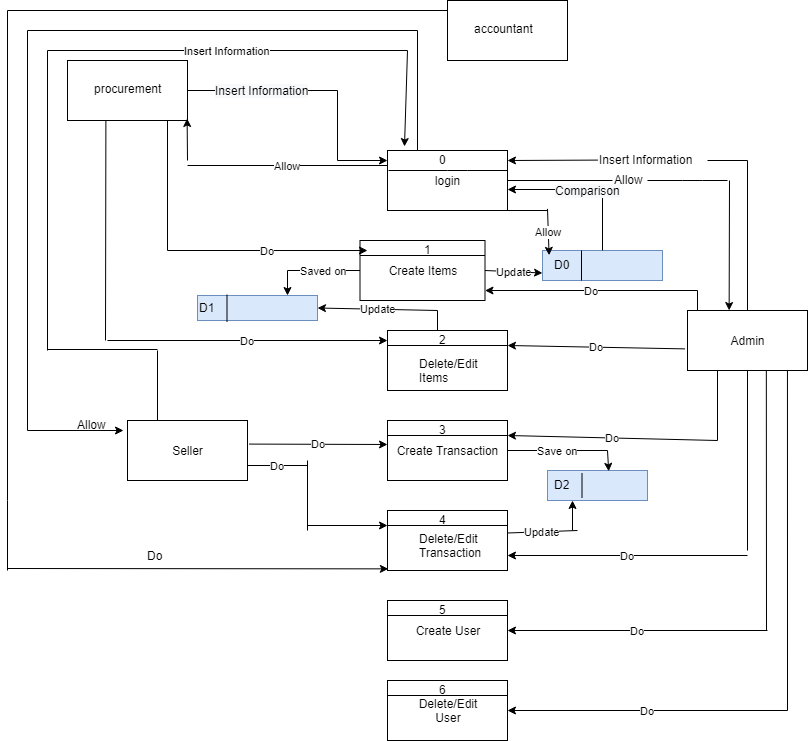 accountant
Insert Information
procurement
Insert Information
0
login
Insert Information
Allow
Allow
Comparison
Allow
D0
1
Create Items
Do
Saved on
Update
Do
D1
Update
2
Delete/Edit
Items
Do
Do
Admin
Allow
Seller
3
Create Transaction
Do
Do
Save on
Do
D2
4
Delete/Edit
Transaction
Update
Do
Do
5
Create User
Do
6
Delete/Edit
User
Do